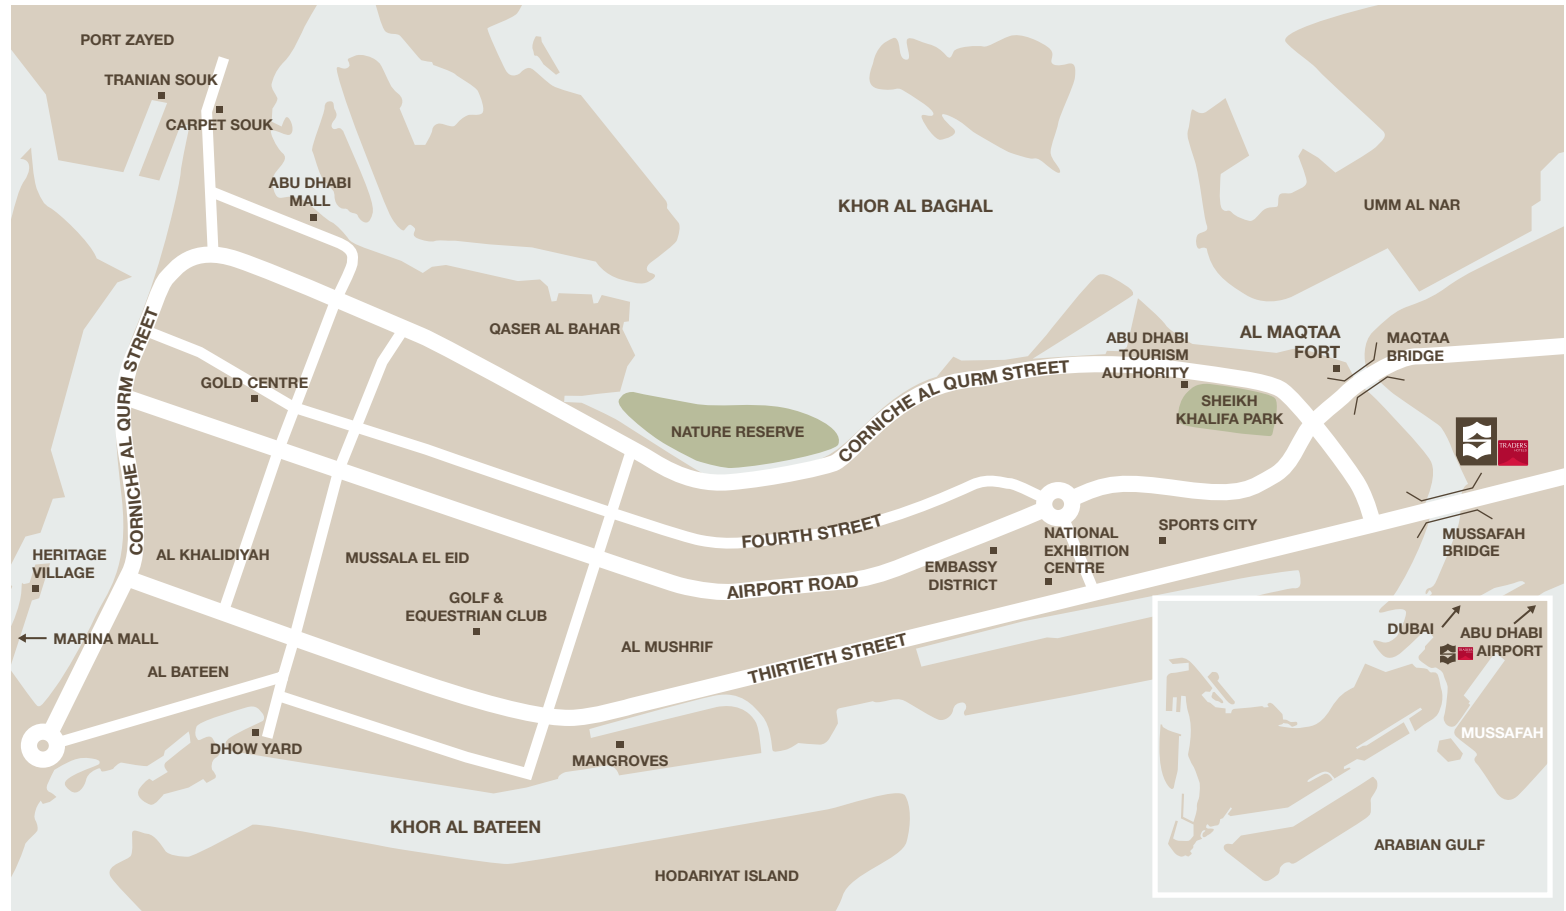 PORT ZAYED
TRANIAN SOUK
CARPET SOUK
ABU DHABI
MALL
KHOR AL BAGHAL
UMM AL NAR
QASER AL BAHAR
AL MAQTAA
FORT
MAQTAA
BRIDGE
ABU DHABI
TOURISM
AUTHORITY
GOLD CENTRE
CORNICHE AL QURM STREET
CORNICHE AL QURM STREET
SHEIKH
KHALIFA PARK
NATURE RESERVE
TRADERS
HOTELS
FOURTH STREET
SPORTS CITY
NATIONAL
EXHIBITION
CENTRE
MUSSAFAH
BRIDGE
HERITAGE
VILLAGE
AL KHALIDIYAH
MUSSALA EL EID
EMBASSY
DISTRICT
AIRPORT ROAD
GOLF &
EQUESTRIAN CLUB
MARINA MALL
AL MUSHRIF
THIRTIETH STREET
DUBAI
ABU DHABI
AIRPORT
AL BATEEN
DHOW YARD
MANGROVES
MUSSAFAH
KHOR AL BATEEN
ARABIAN GULF
HODARIYAT ISLAND